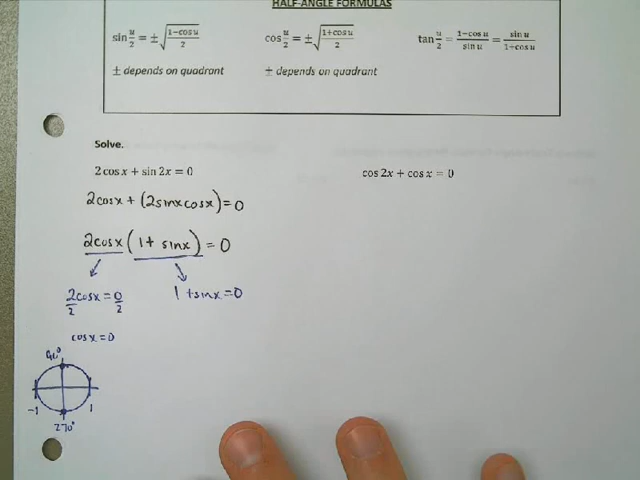 HALF-ANGLE FORMULAS
sin u/2 = ±√((1−cos u)/2)
cos u/2 = ±√((1+cos u)/2)
tan u/2 = (1−cos u)/(sin u) = (sin u)/(1+cos u)
± depends on quadrant
± depends on quadrant
Solve.
2 cos x + sin 2x = 0
cos 2x + cos x = 0
2cosx + (2sinxcosx) = 0
2cosx (1 + sinx) = 0
2cosx = 0
2 2
1 + sinx = 0
cosx = 0
90°
−1
1
270°